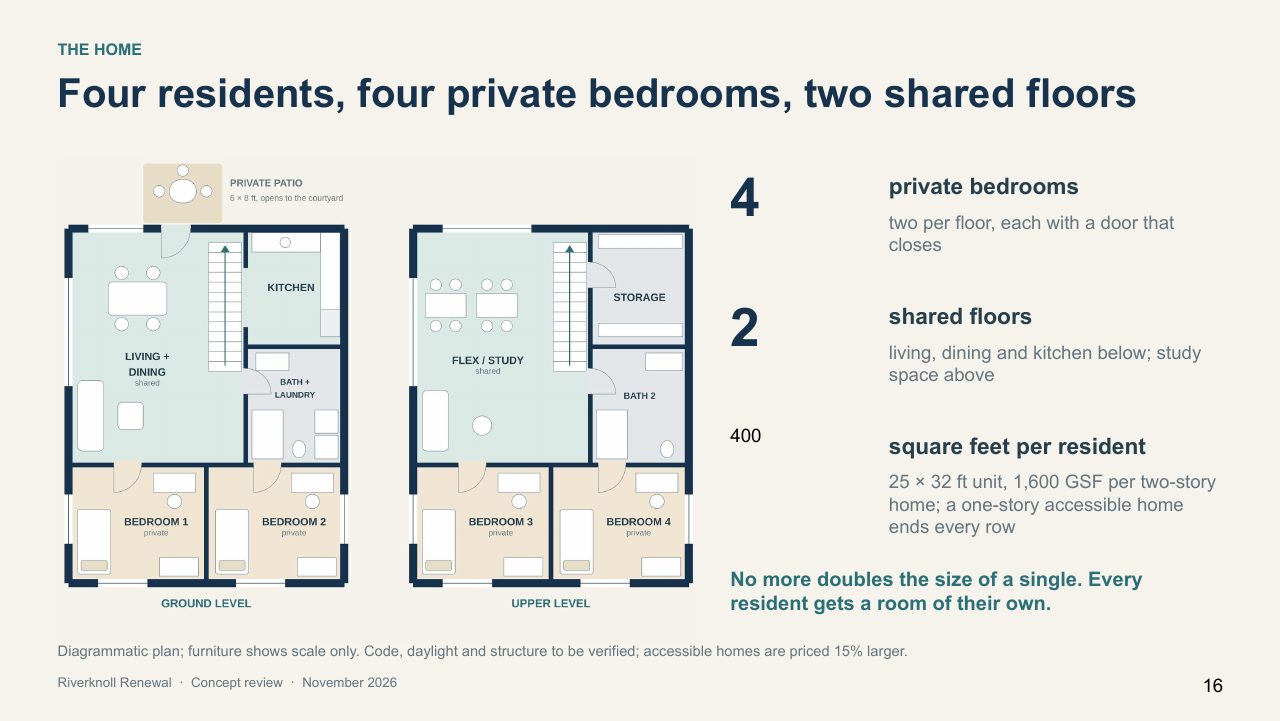 THE HOME
Four residents, four private bedrooms, two shared floors
PRIVATE PATIO
6 × 8 ft, opens to the courtyard
KITCHEN
LIVING +
DINING
shared
BATH +
LAUNDRY
BEDROOM 1
private
BEDROOM 2
private
GROUND LEVEL
STORAGE
FLEX / STUDY
shared
BATH 2
BEDROOM 3
private
BEDROOM 4
private
UPPER LEVEL
4
private bedrooms
two per floor, each with a door that
closes
2
shared floors
living, dining and kitchen below; study
space above
400
square feet per resident
25 × 32 ft unit, 1,600 GSF per two-story
home; a one-story accessible home
ends every row
No more doubles the size of a single. Every
resident gets a room of their own.
Diagrammatic plan; furniture shows scale only. Code, daylight and structure to be verified; accessible homes are priced 15% larger.
Riverknoll Renewal · Concept review · November 2026
16